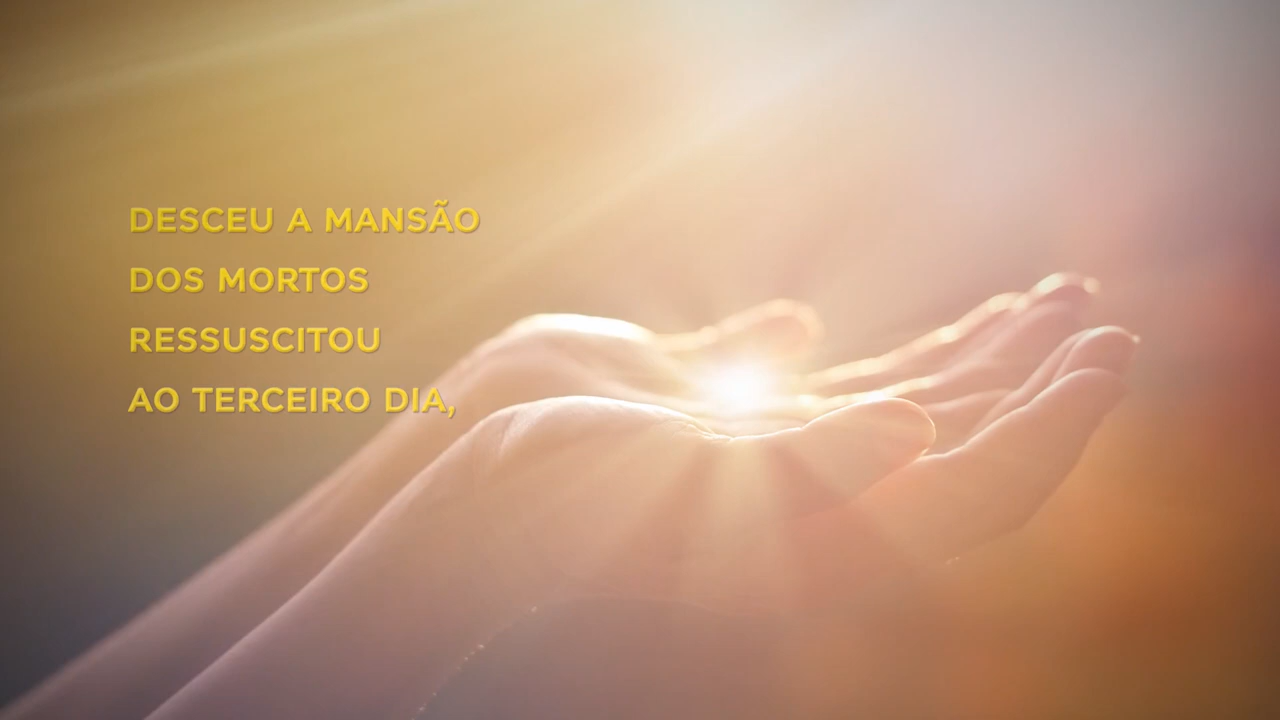 DESCEU A MANSÃO
DOS MORTOS
RESSUSCITOU
AO TERCEIRO DIA,